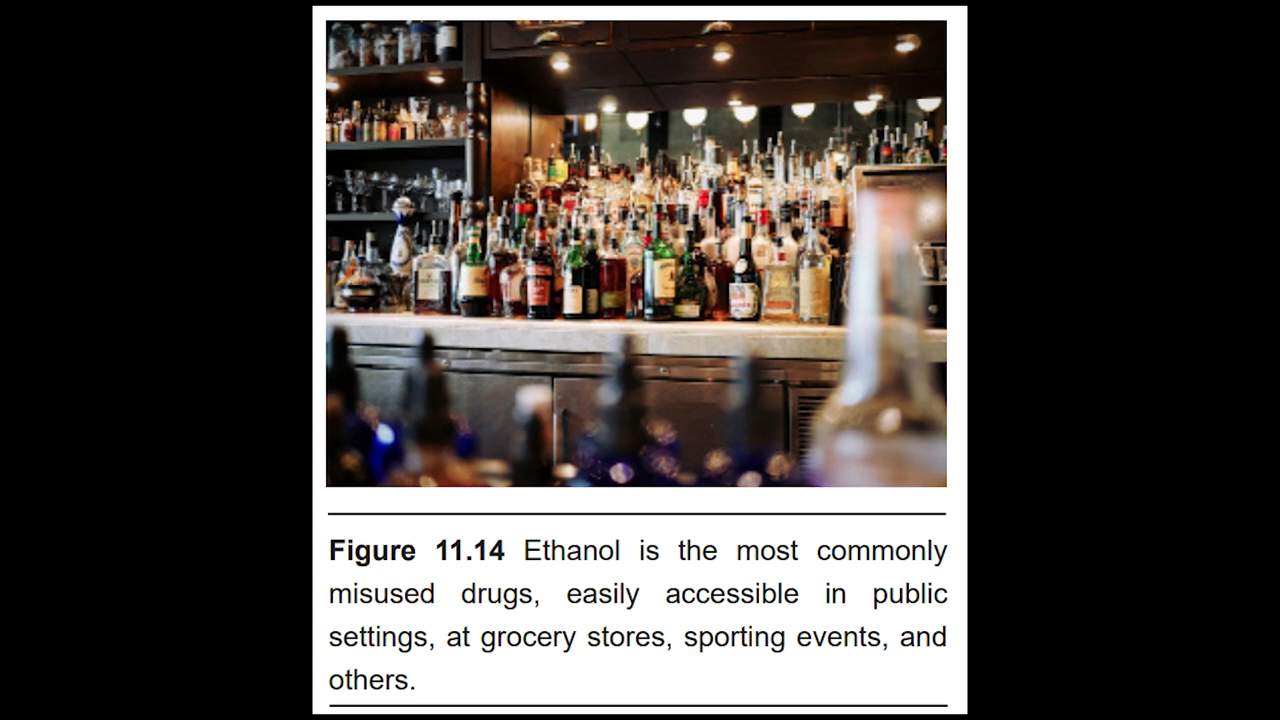 Figure 11.14 Ethanol is the most commonly
misused drugs, easily accessible in public
settings, at grocery stores, sporting events, and
others.